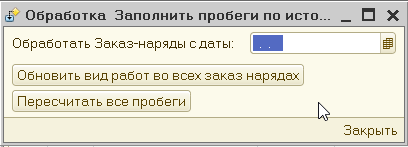 Обработка Заполнить пробеги по исто...
Обработать Заказ-наряды с даты: . .
Обновить вид работ во всех заказ нарядах
Пересчитать все пробеги
Закрыть